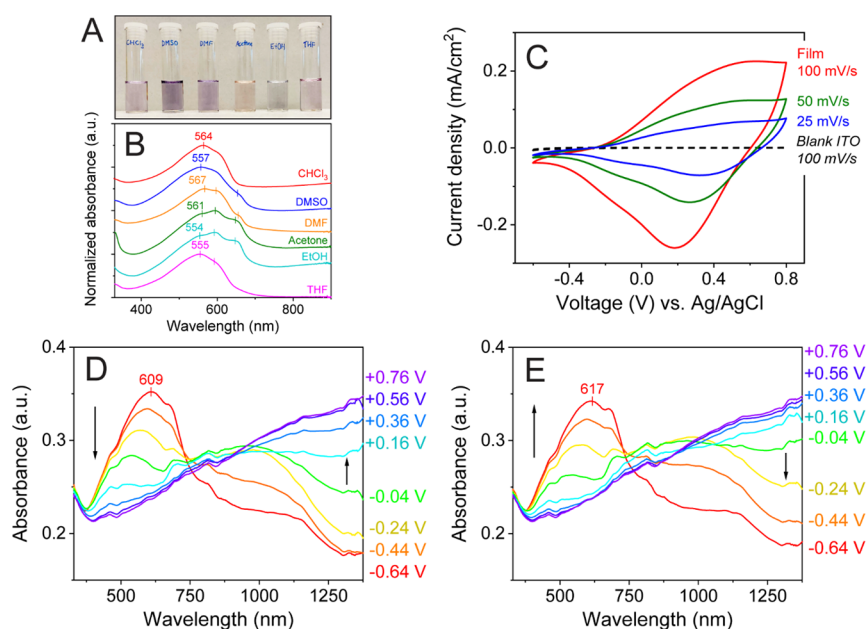 A
CHCl3 DMSO DMF Acetone EtOH THF
B
Normalized absorbance (a.u.)
564
CHCl3
557
DMSO
567
DMF
561
Acetone
554
EtOH
555
THF
400 600 800
Wavelength (nm)
C
Current density (mA/cm²)
0.2
0.0
-0.2
Film
100 mV/s
50 mV/s
25 mV/s
Blank ITO
100 mV/s
-0.4 0.0 0.4 0.8
Voltage (V) vs. Ag/AgCl
D
Absorbance (a.u.)
0.4
0.3
0.2
609
+0.76 V
+0.56 V
+0.36 V
+0.16 V
-0.04 V
-0.24 V
-0.44 V
-0.64 V
500 750 1000 1250
Wavelength (nm)
E
Absorbance (a.u.)
0.4
0.3
0.2
617
+0.76 V
+0.56 V
+0.36 V
+0.16 V
-0.04 V
-0.24 V
-0.44 V
-0.64 V
500 750 1000 1250
Wavelength (nm)